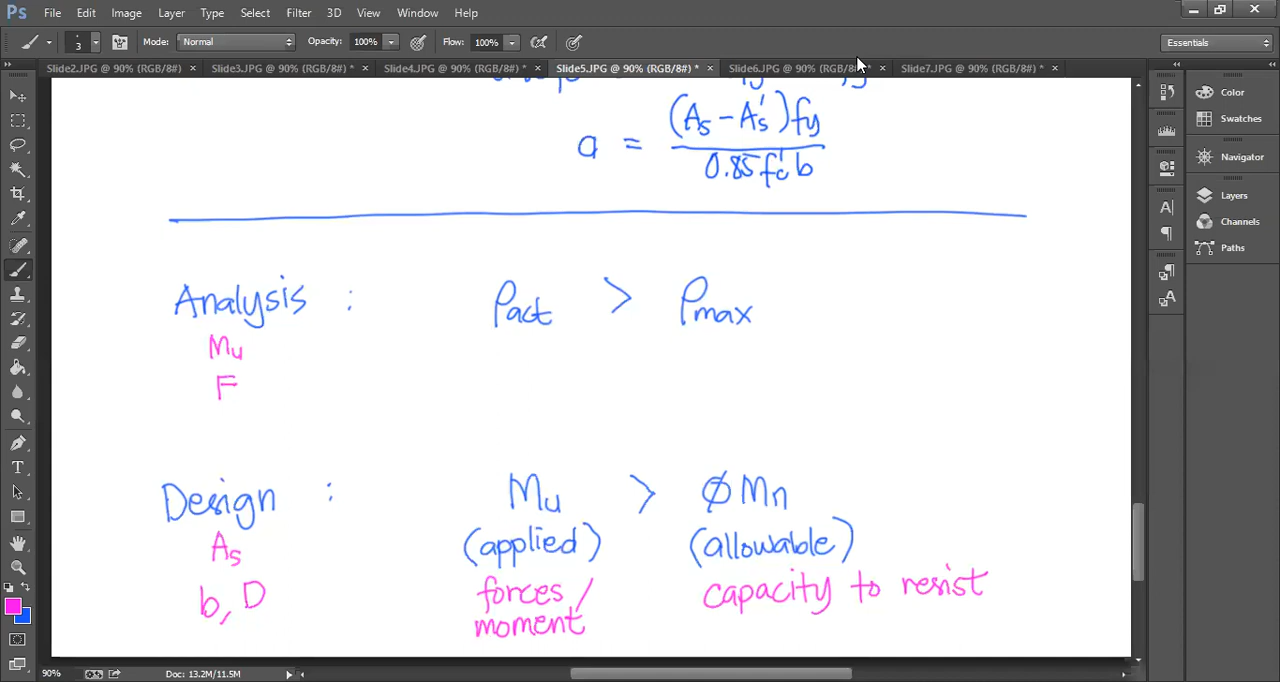 Ps File Edit Image Layer Type Select Filter 3D View Window Help
3 Mode: Normal Opacity: 100% Flow: 100% Essentials
Slide2.JPG @ 90% (RGB/8#) × Slide3.JPG @ 90% (RGB/8#) * × Slide4.JPG @ 90% (RGB/8#) * × Slide5.JPG @ 90% (RGB/8#) * × Slide6.JPG @ 90% (RGB/8#) * × Slide7.JPG @ 90% (RGB/8#) * ×
Color
Swatches
Navigator
Layers
Channels
Paths
a = (As - As')fy
0.85fc'b
Analysis : ρact > ρmax
Mu
F
Design : Mu > ØMn
As (applied) (allowable)
b, D forces / capacity to resist
moment
90% Doc: 13.2M/11.5M